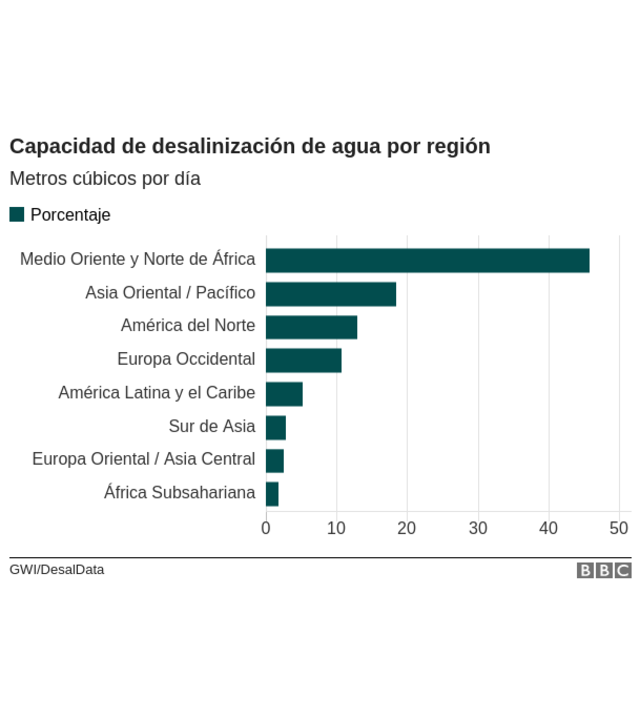 Capacidad de desalinización de agua por región
Metros cúbicos por día
Porcentaje
Medio Oriente y Norte de África
Asia Oriental / Pacífico
América del Norte
Europa Occidental
América Latina y el Caribe
Sur de Asia
Europa Oriental / Asia Central
África Subsahariana
0 10 20 30 40 50
GWI/DesalData
BBC